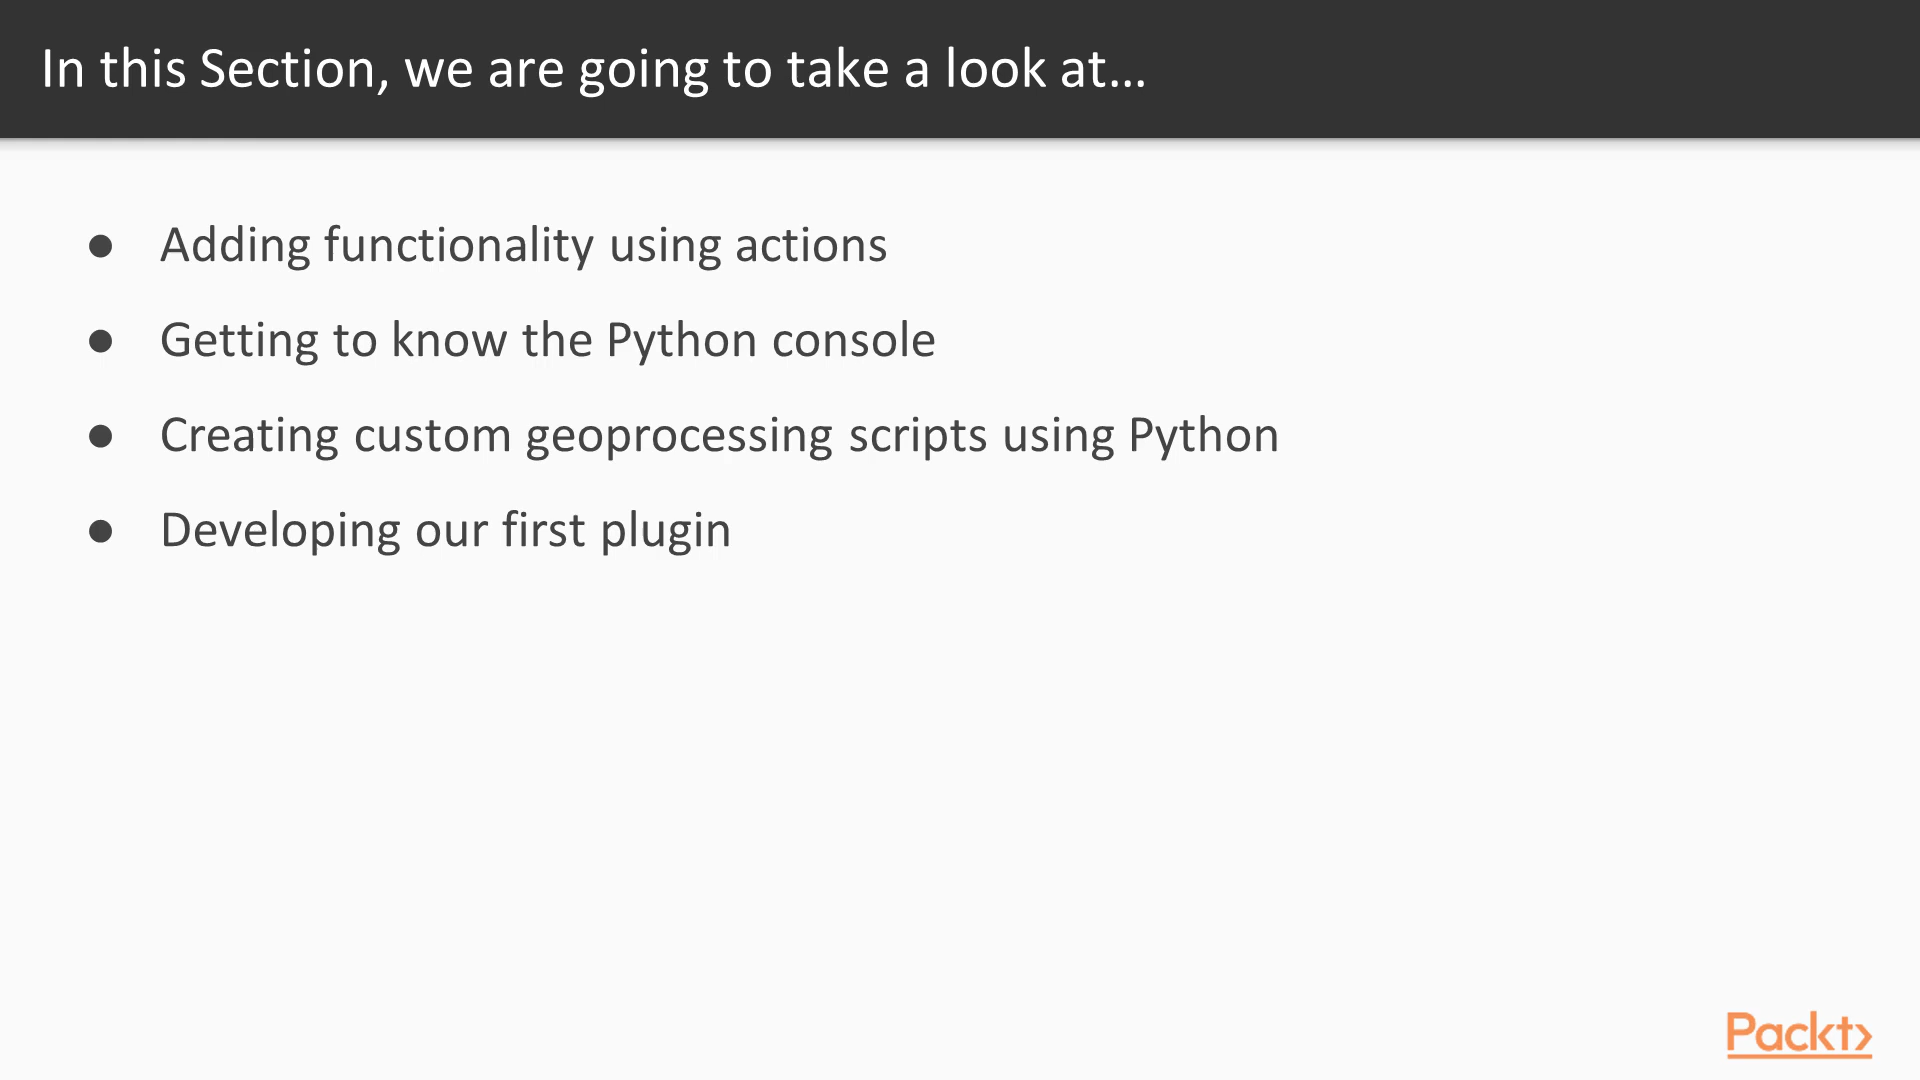 In this Section, we are going to take a look at…
● Adding functionality using actions
● Getting to know the Python console
● Creating custom geoprocessing scripts using Python
● Developing our first plugin
Packt>